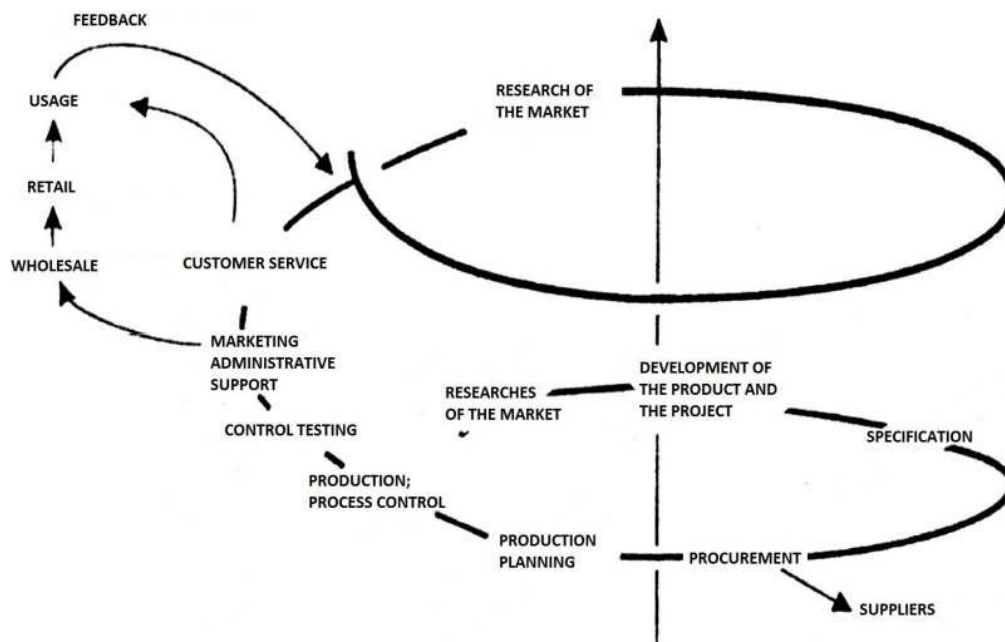 FEEDBACK
USAGE
RETAIL
WHOLESALE
CUSTOMER SERVICE
RESEARCH OF
THE MARKET
MARKETING
ADMINISTRATIVE
SUPPORT
CONTROL TESTING
PRODUCTION;
PROCESS CONTROL
RESEARCHES
OF THE MARKET
DEVELOPMENT OF
THE PRODUCT AND
THE PROJECT
SPECIFICATION
PRODUCTION
PLANNING
PROCUREMENT
SUPPLIERS